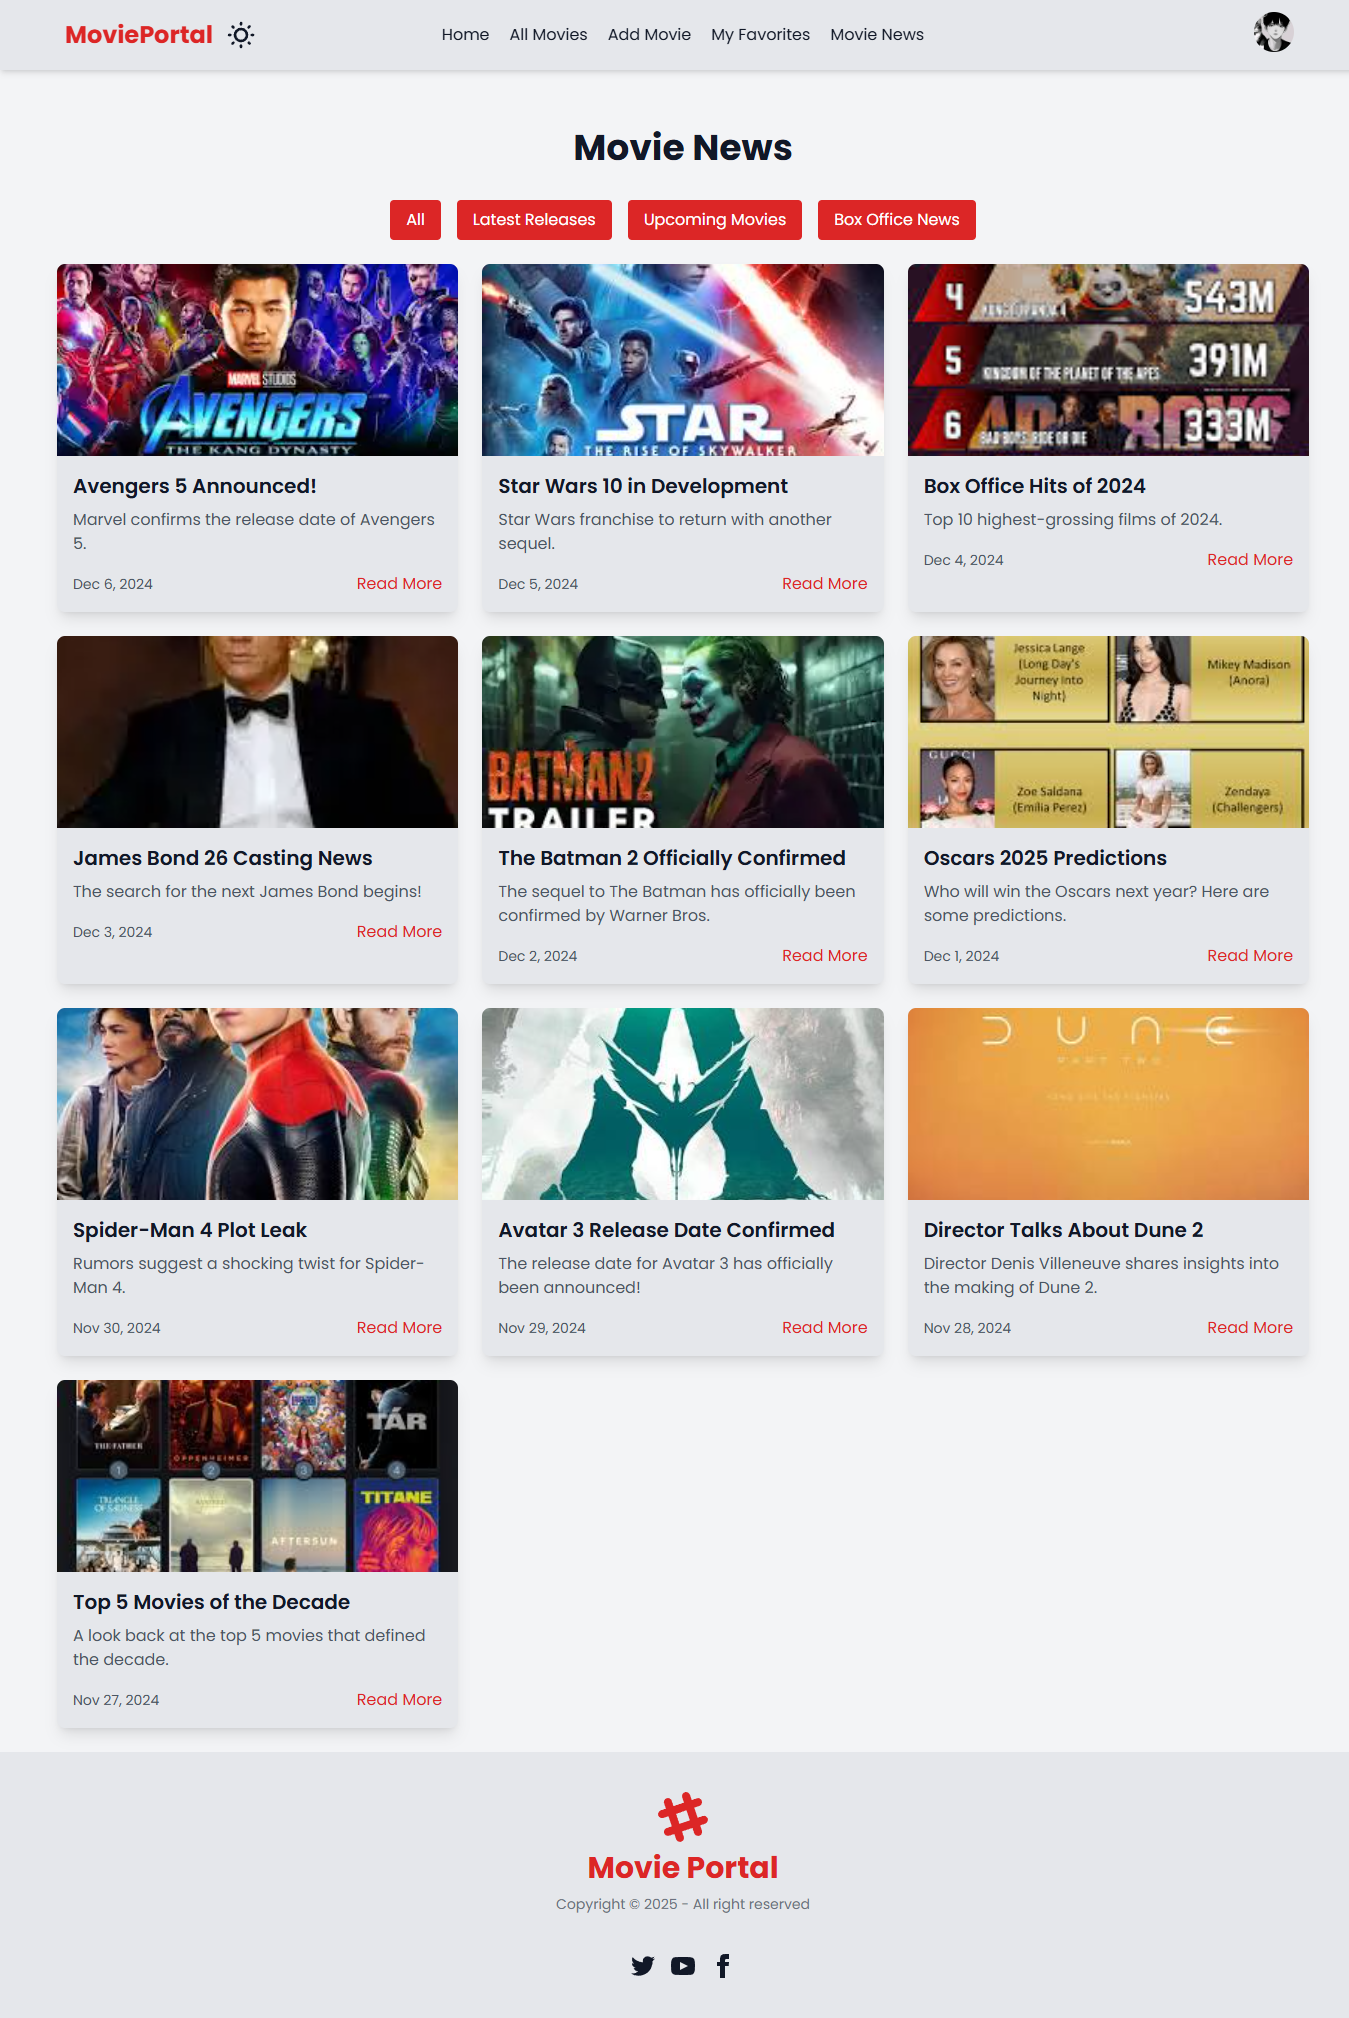 MoviePortal
Home
All Movies
Add Movie
My Favorites
Movie News
Movie News
All
Latest Releases
Upcoming Movies
Box Office News
MARVEL STUDIOS
AVENGERS
THE KANG DYNASTY
Avengers 5 Announced!
Marvel confirms the release date of Avengers
5.
Dec 6, 2024
Read More
STAR
THE RISE OF SKYWALKER
Star Wars 10 in Development
Star Wars franchise to return with another
sequel.
Dec 5, 2024
Read More
4
543M
5
KINGDOM OF THE PLANET OF THE APES
391M
6
BAD BOYS: RIDE OR DIE
333M
Box Office Hits of 2024
Top 10 highest-grossing films of 2024.
Dec 4, 2024
Read More
James Bond 26 Casting News
The search for the next James Bond begins!
Dec 3, 2024
Read More
BATMAN2
TRAILER
The Batman 2 Officially Confirmed
The sequel to The Batman has officially been
confirmed by Warner Bros.
Dec 2, 2024
Read More
Jessica Lange
(Long Day's
Journey Into
Night)
Mikey Madison
(Anora)
GUCCI
Zoe Saldana
(Emilia Perez)
Zendaya
(Challengers)
Oscars 2025 Predictions
Who will win the Oscars next year? Here are
some predictions.
Dec 1, 2024
Read More
Spider-Man 4 Plot Leak
Rumors suggest a shocking twist for Spider-
Man 4.
Nov 30, 2024
Read More
Avatar 3 Release Date Confirmed
The release date for Avatar 3 has officially
been announced!
Nov 29, 2024
Read More
DUNE
PART TWO
Director Talks About Dune 2
Director Denis Villeneuve shares insights into
the making of Dune 2.
Nov 28, 2024
Read More
THE FATHER
OPPENHEIMER
TÁR
1
2
3
4
TRIANGLE
OF SADNESS
AFTERSUN
TITANE
Top 5 Movies of the Decade
A look back at the top 5 movies that defined
the decade.
Nov 27, 2024
Read More
Movie Portal
Copyright © 2025 - All right reserved